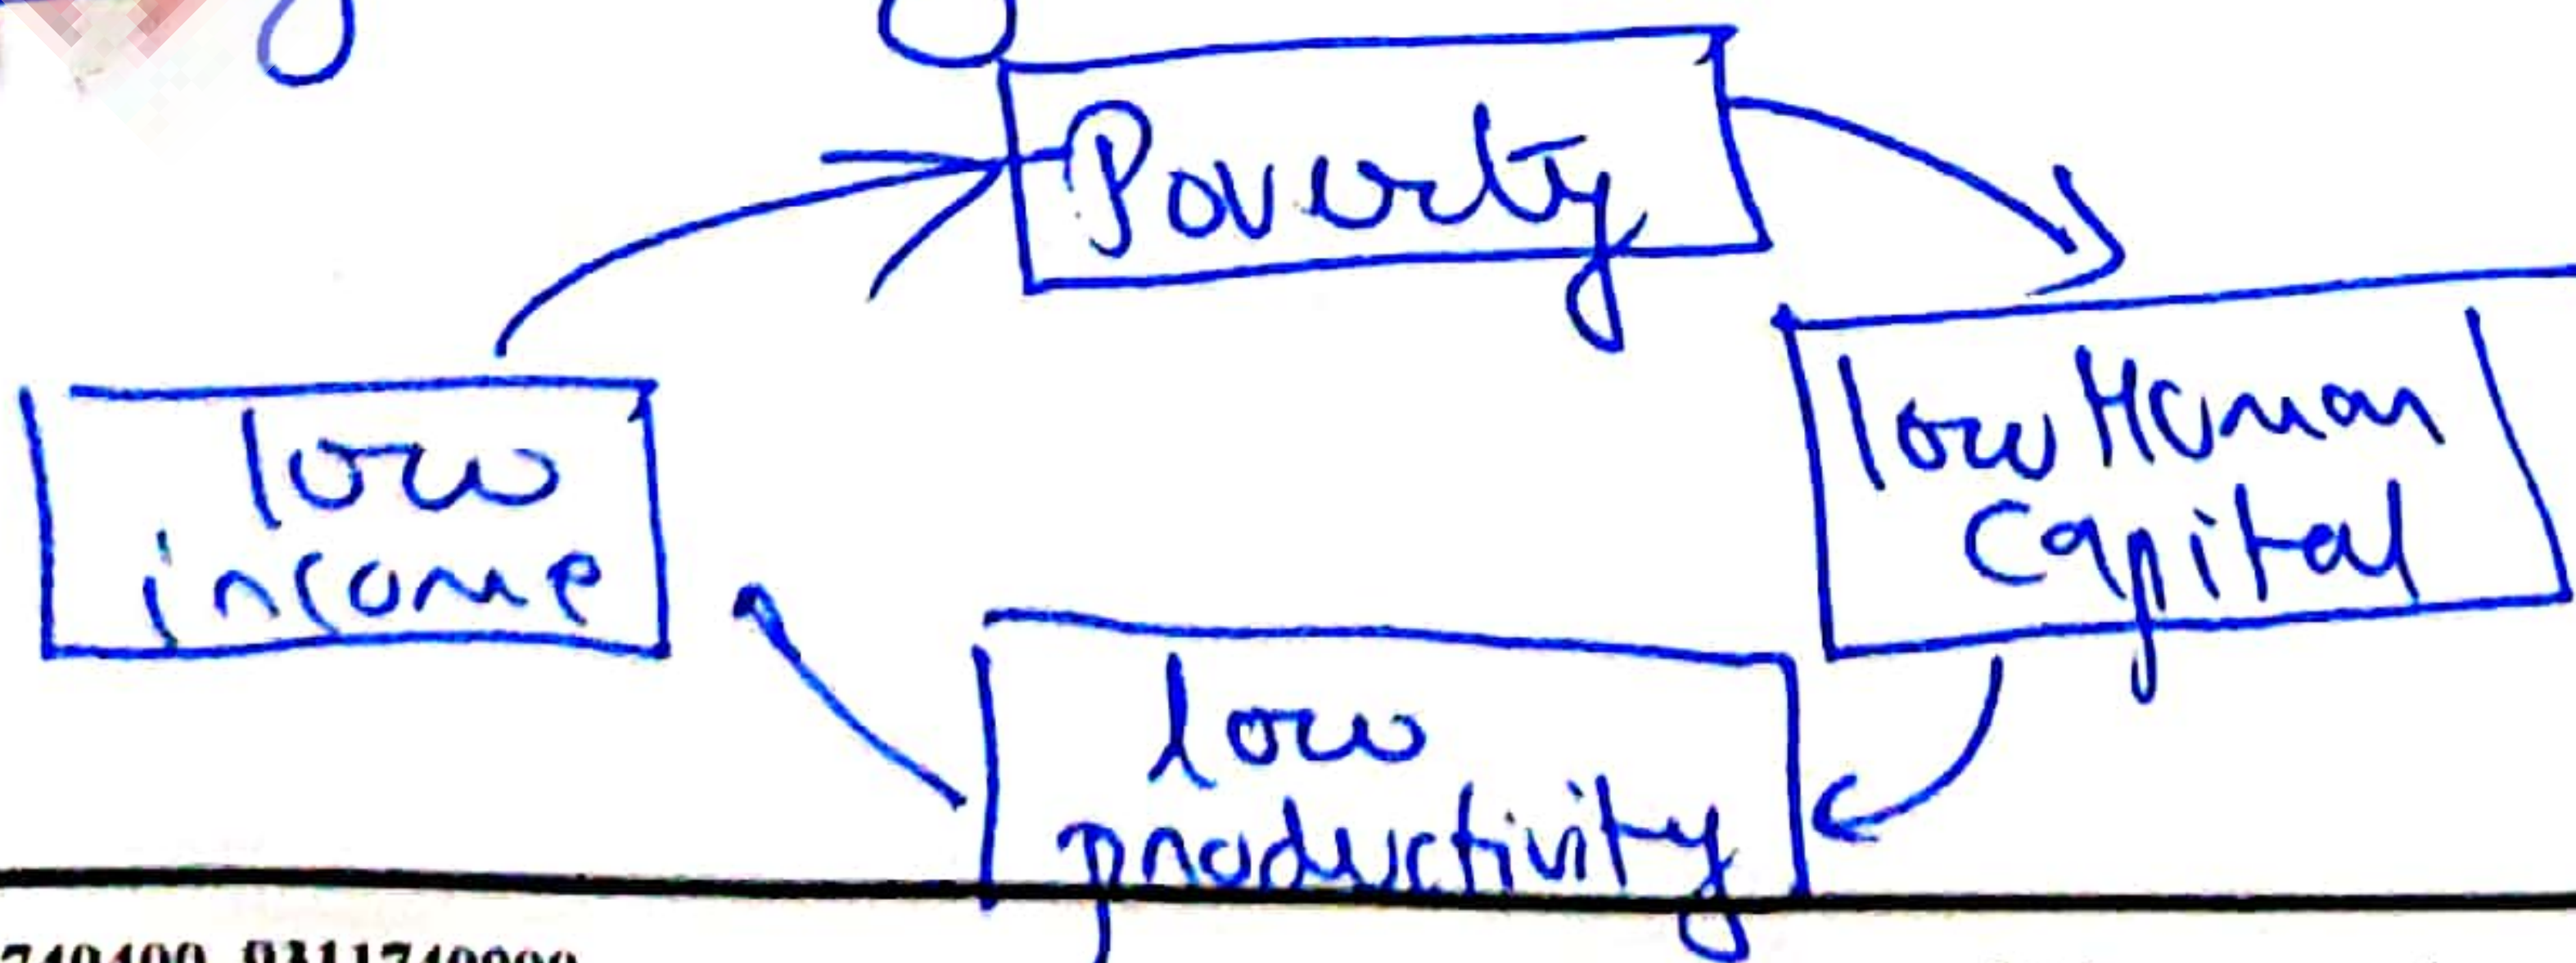 Poverty
low Human
Capital
low
income
low
productivity